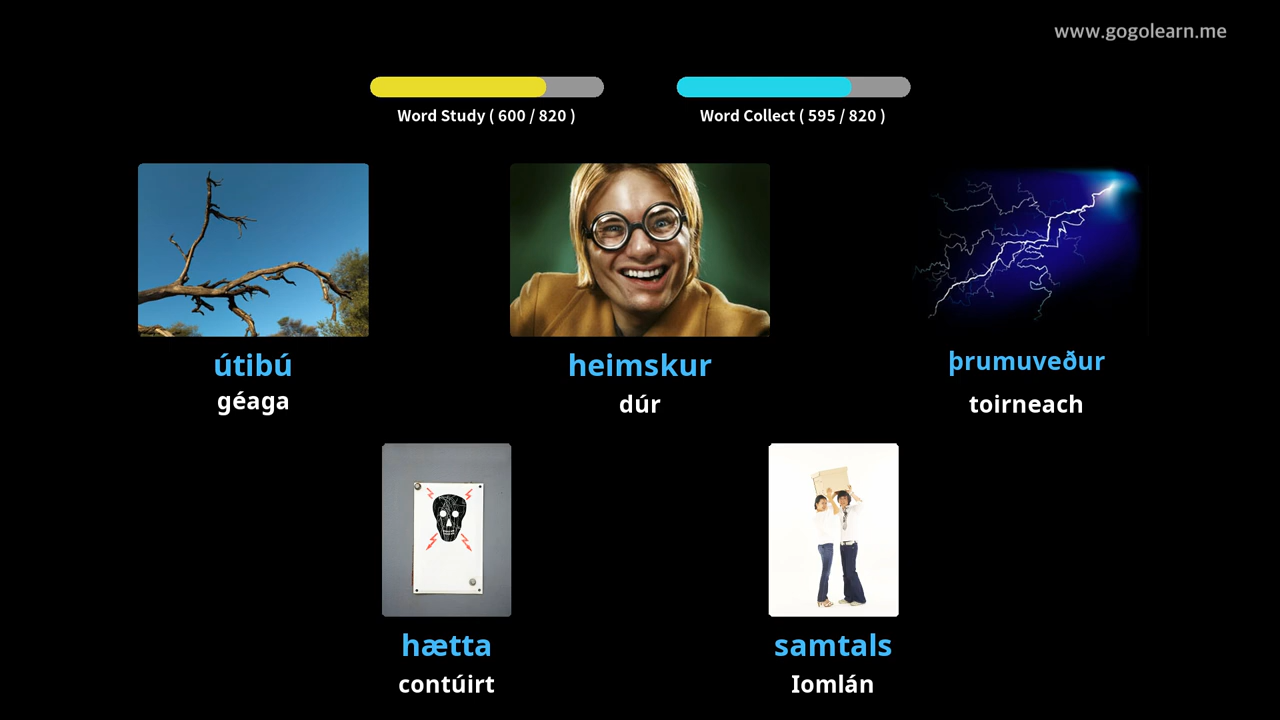 www.gogolearn.me
Word Study ( 600 / 820 )
Word Collect ( 595 / 820 )
útibú
géaga
heimskur
dúr
þrumuveður
toirneach
hætta
contúirt
samtals
Iomlán